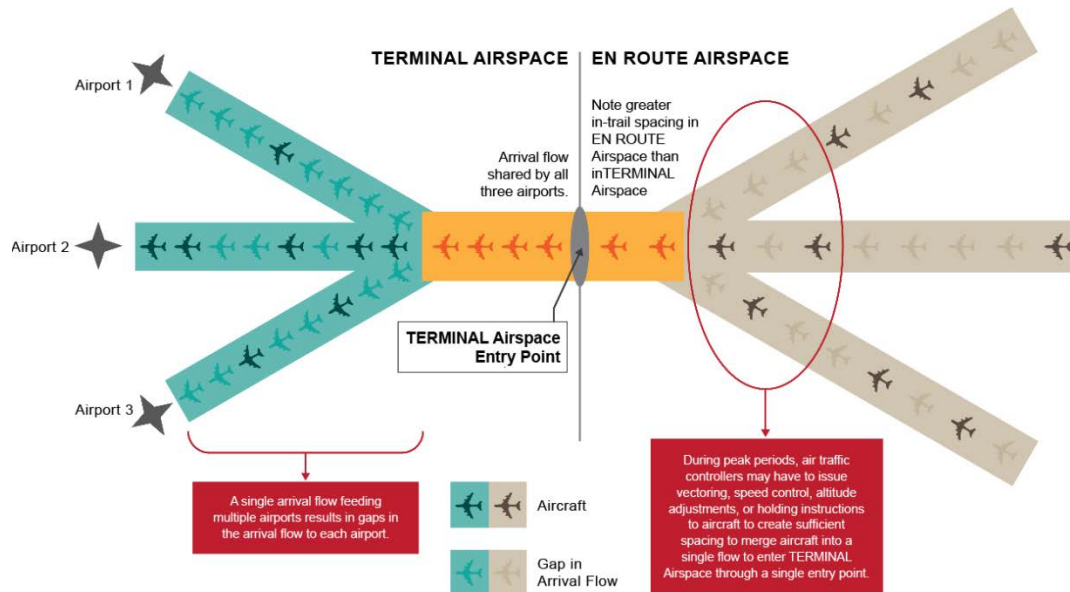 TERMINAL AIRSPACE
EN ROUTE AIRSPACE
Airport 1
Note greater
in-trail spacing in
EN ROUTE
Airspace than
inTERMINAL
Airspace
Arrival flow
shared by all
three airports.
Airport 2
TERMINAL Airspace
Entry Point
Airport 3
A single arrival flow feeding
multiple airports results in gaps in
the arrival flow to each airport.
Aircraft
Gap in
Arrival Flow
During peak periods, air traffic
controllers may have to issue
vectoring, speed control, altitude
adjustments, or holding instructions
to aircraft to create sufficient
spacing to merge aircraft into a
single flow to enter TERMINAL
Airspace through a single entry point.